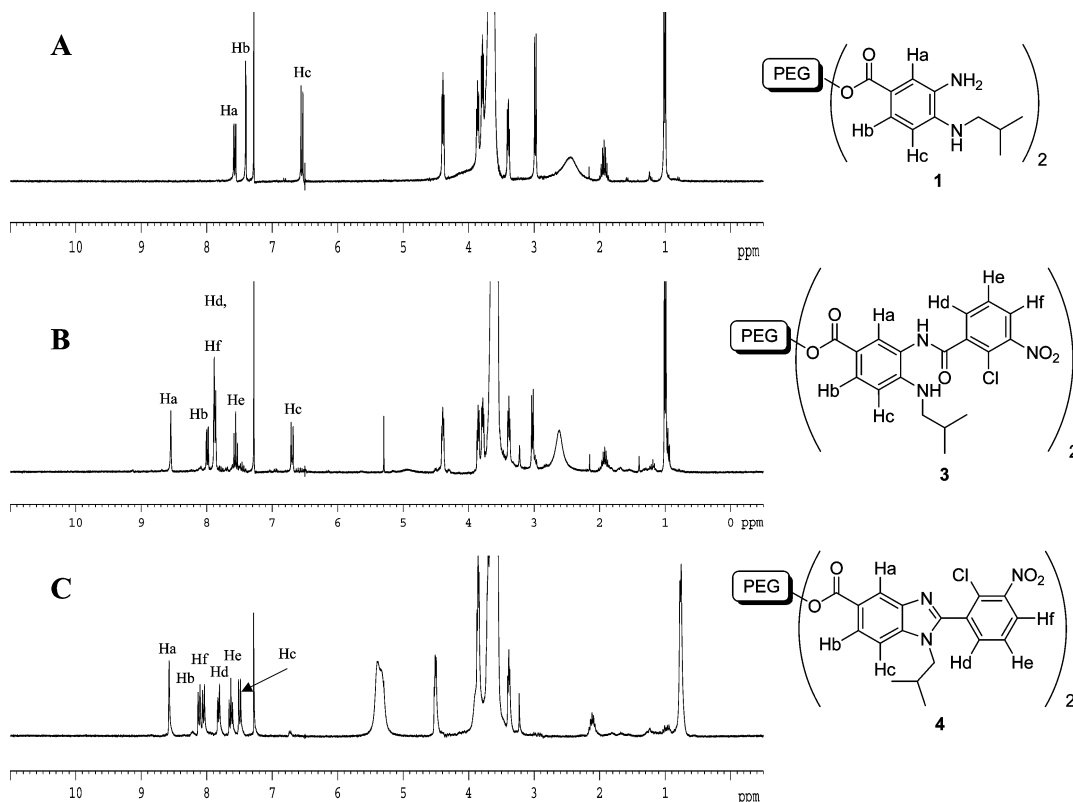 A
Hb
Ha
Hc
10 9 8 7 6 5 4 3 2 1 ppm
PEG O O Ha NH2 N H Hb Hc 2
1
B
Hd,
Hf
Ha Hb He Hc
10 9 8 7 6 5 4 3 2 1 0 ppm
PEG O O Ha H N O Hd He Hf NO2 Cl NH Hb Hc 2
3
C
Ha Hb Hf Hd He Hc
10 9 8 7 6 5 4 3 2 1 ppm
PEG O O Ha N N Cl NO2 Hf He Hd Hb Hc 2
4